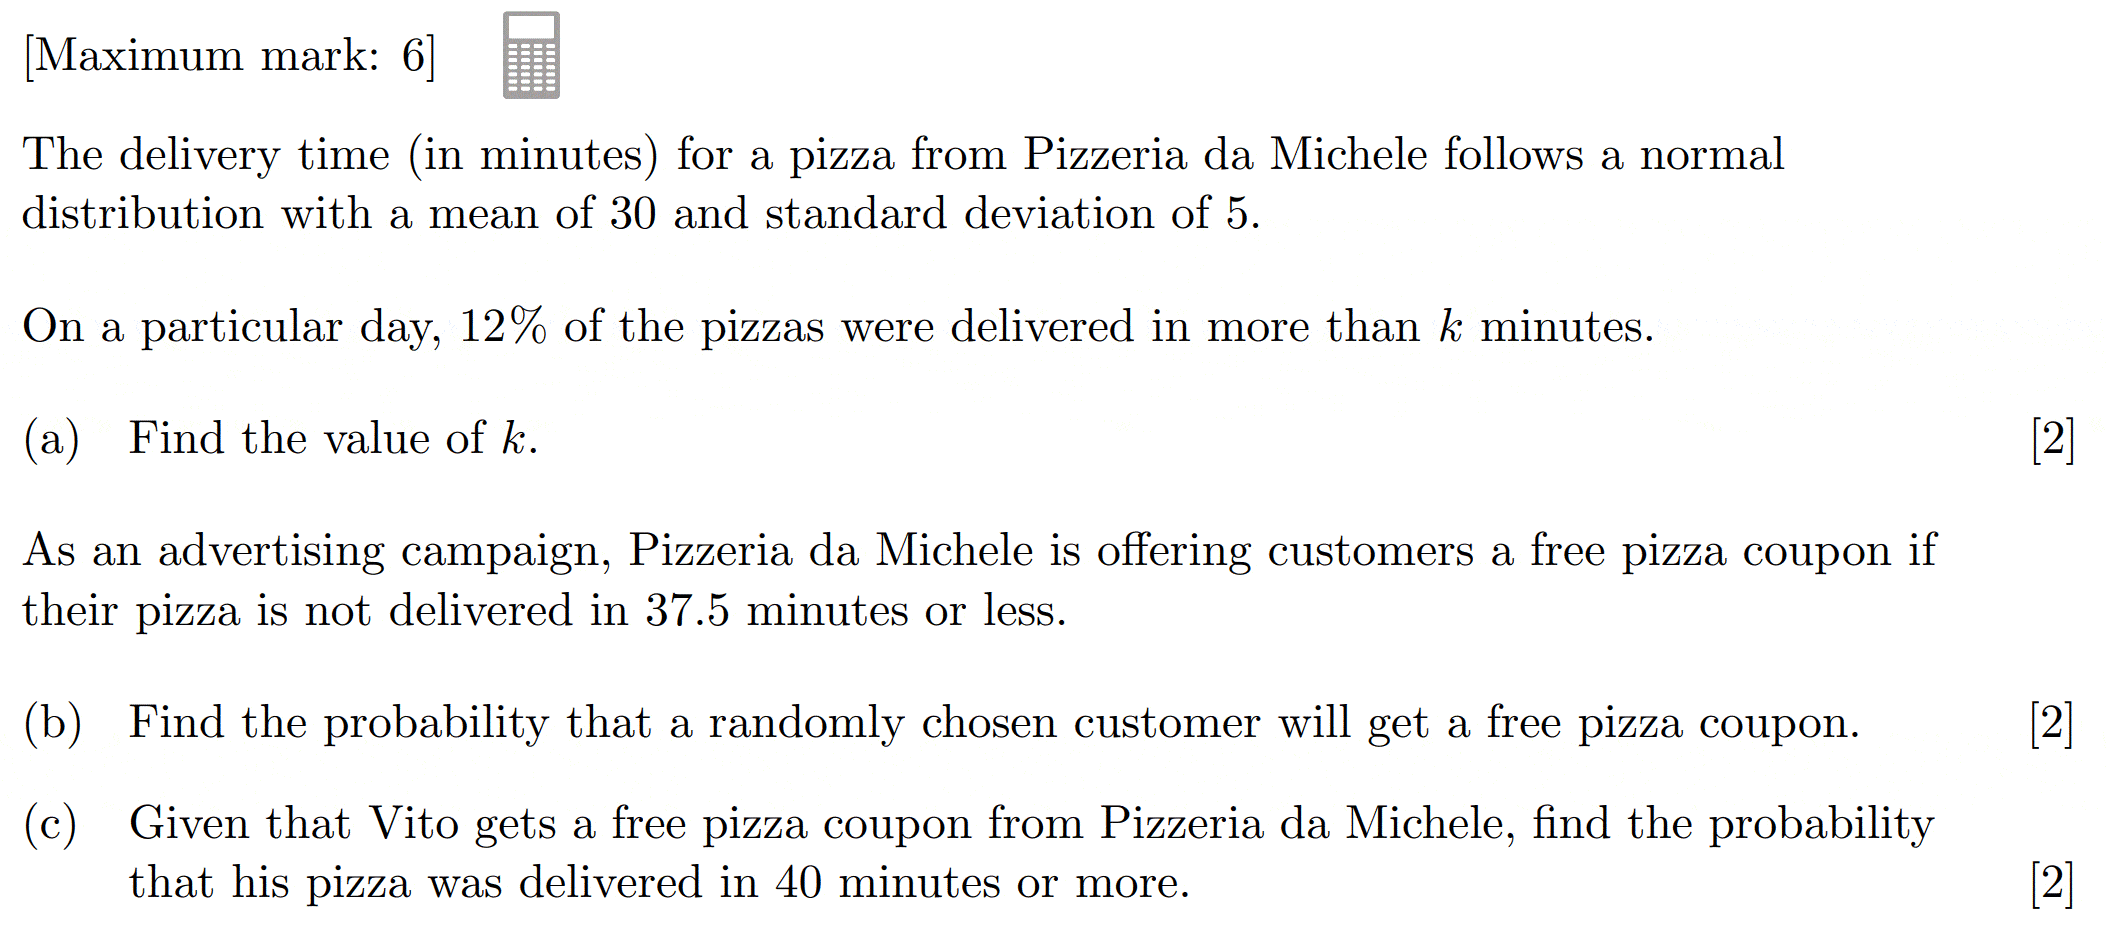 [Maximum mark: 6]
The delivery time (in minutes) for a pizza from Pizzeria da Michele follows a normal
distribution with a mean of 30 and standard deviation of 5.
On a particular day, 12% of the pizzas were delivered in more than k minutes.
(a) Find the value of k. [2]
As an advertising campaign, Pizzeria da Michele is offering customers a free pizza coupon if
their pizza is not delivered in 37.5 minutes or less.
(b) Find the probability that a randomly chosen customer will get a free pizza coupon. [2]
(c) Given that Vito gets a free pizza coupon from Pizzeria da Michele, find the probability
that his pizza was delivered in 40 minutes or more. [2]